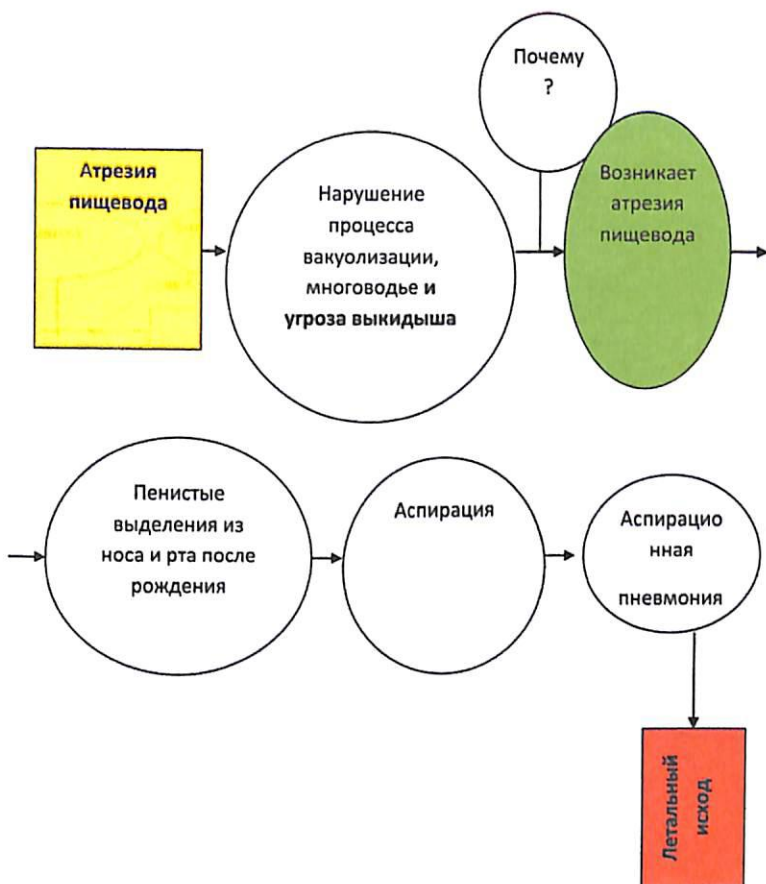 Почему
?
Атрезия
пищевода
Нарушение
процесса
вакуолизации,
многоводье и
угроза выкидыша
Возникает
атрезия
пищевода
Пенистые
выделения из
носа и рта после
рождения
Аспирация
Аспирацио
нная
пневмония
Летальный
исход